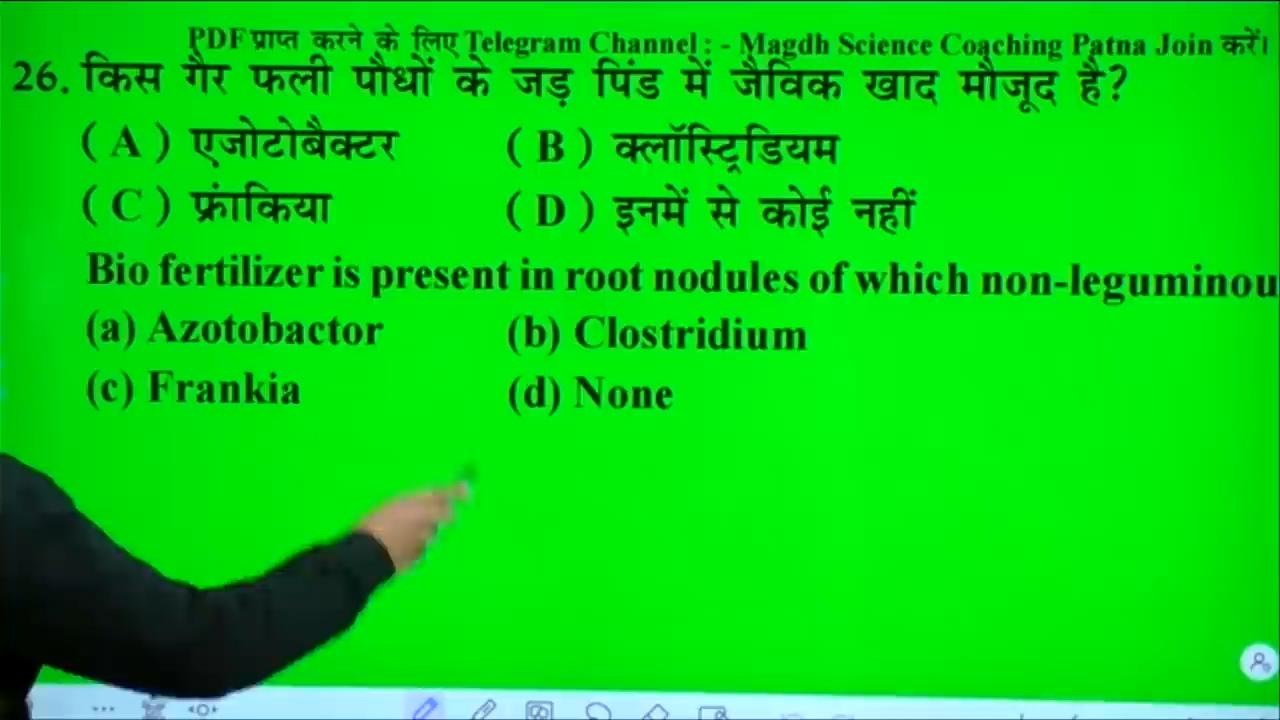 PDF प्राप्त करने के लिए Telegram Channel : - Magdh Science Coaching Patna Join करें।
26. किस गैर फली पौधों के जड़ पिंड में जैविक खाद मौजूद है?
( A ) एजोटोबैक्टर ( B ) क्लॉस्ट्रिडियम
( C ) फ्रांकिया ( D ) इनमें से कोई नहीं
Bio fertilizer is present in root nodules of which non-leguminou
(a) Azotobactor (b) Clostridium
(c) Frankia (d) None